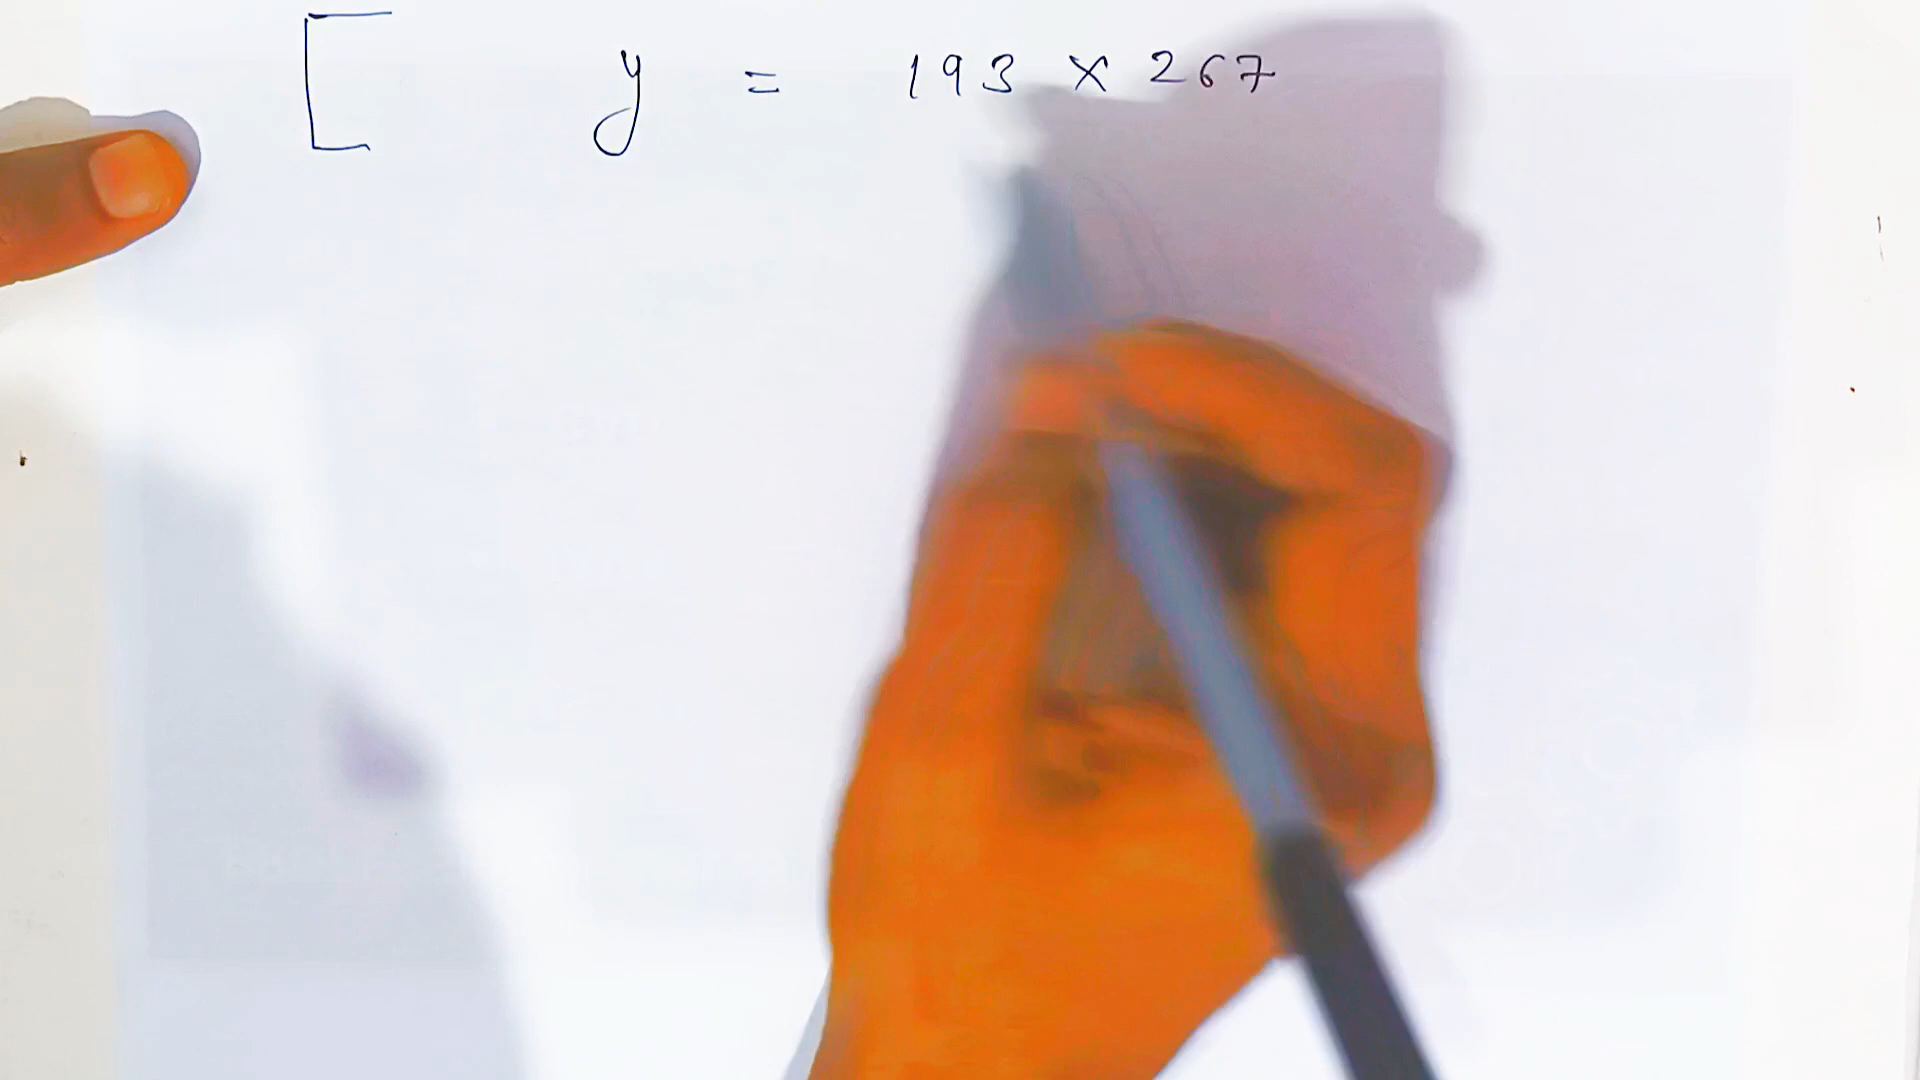 [ y = 193 × 267